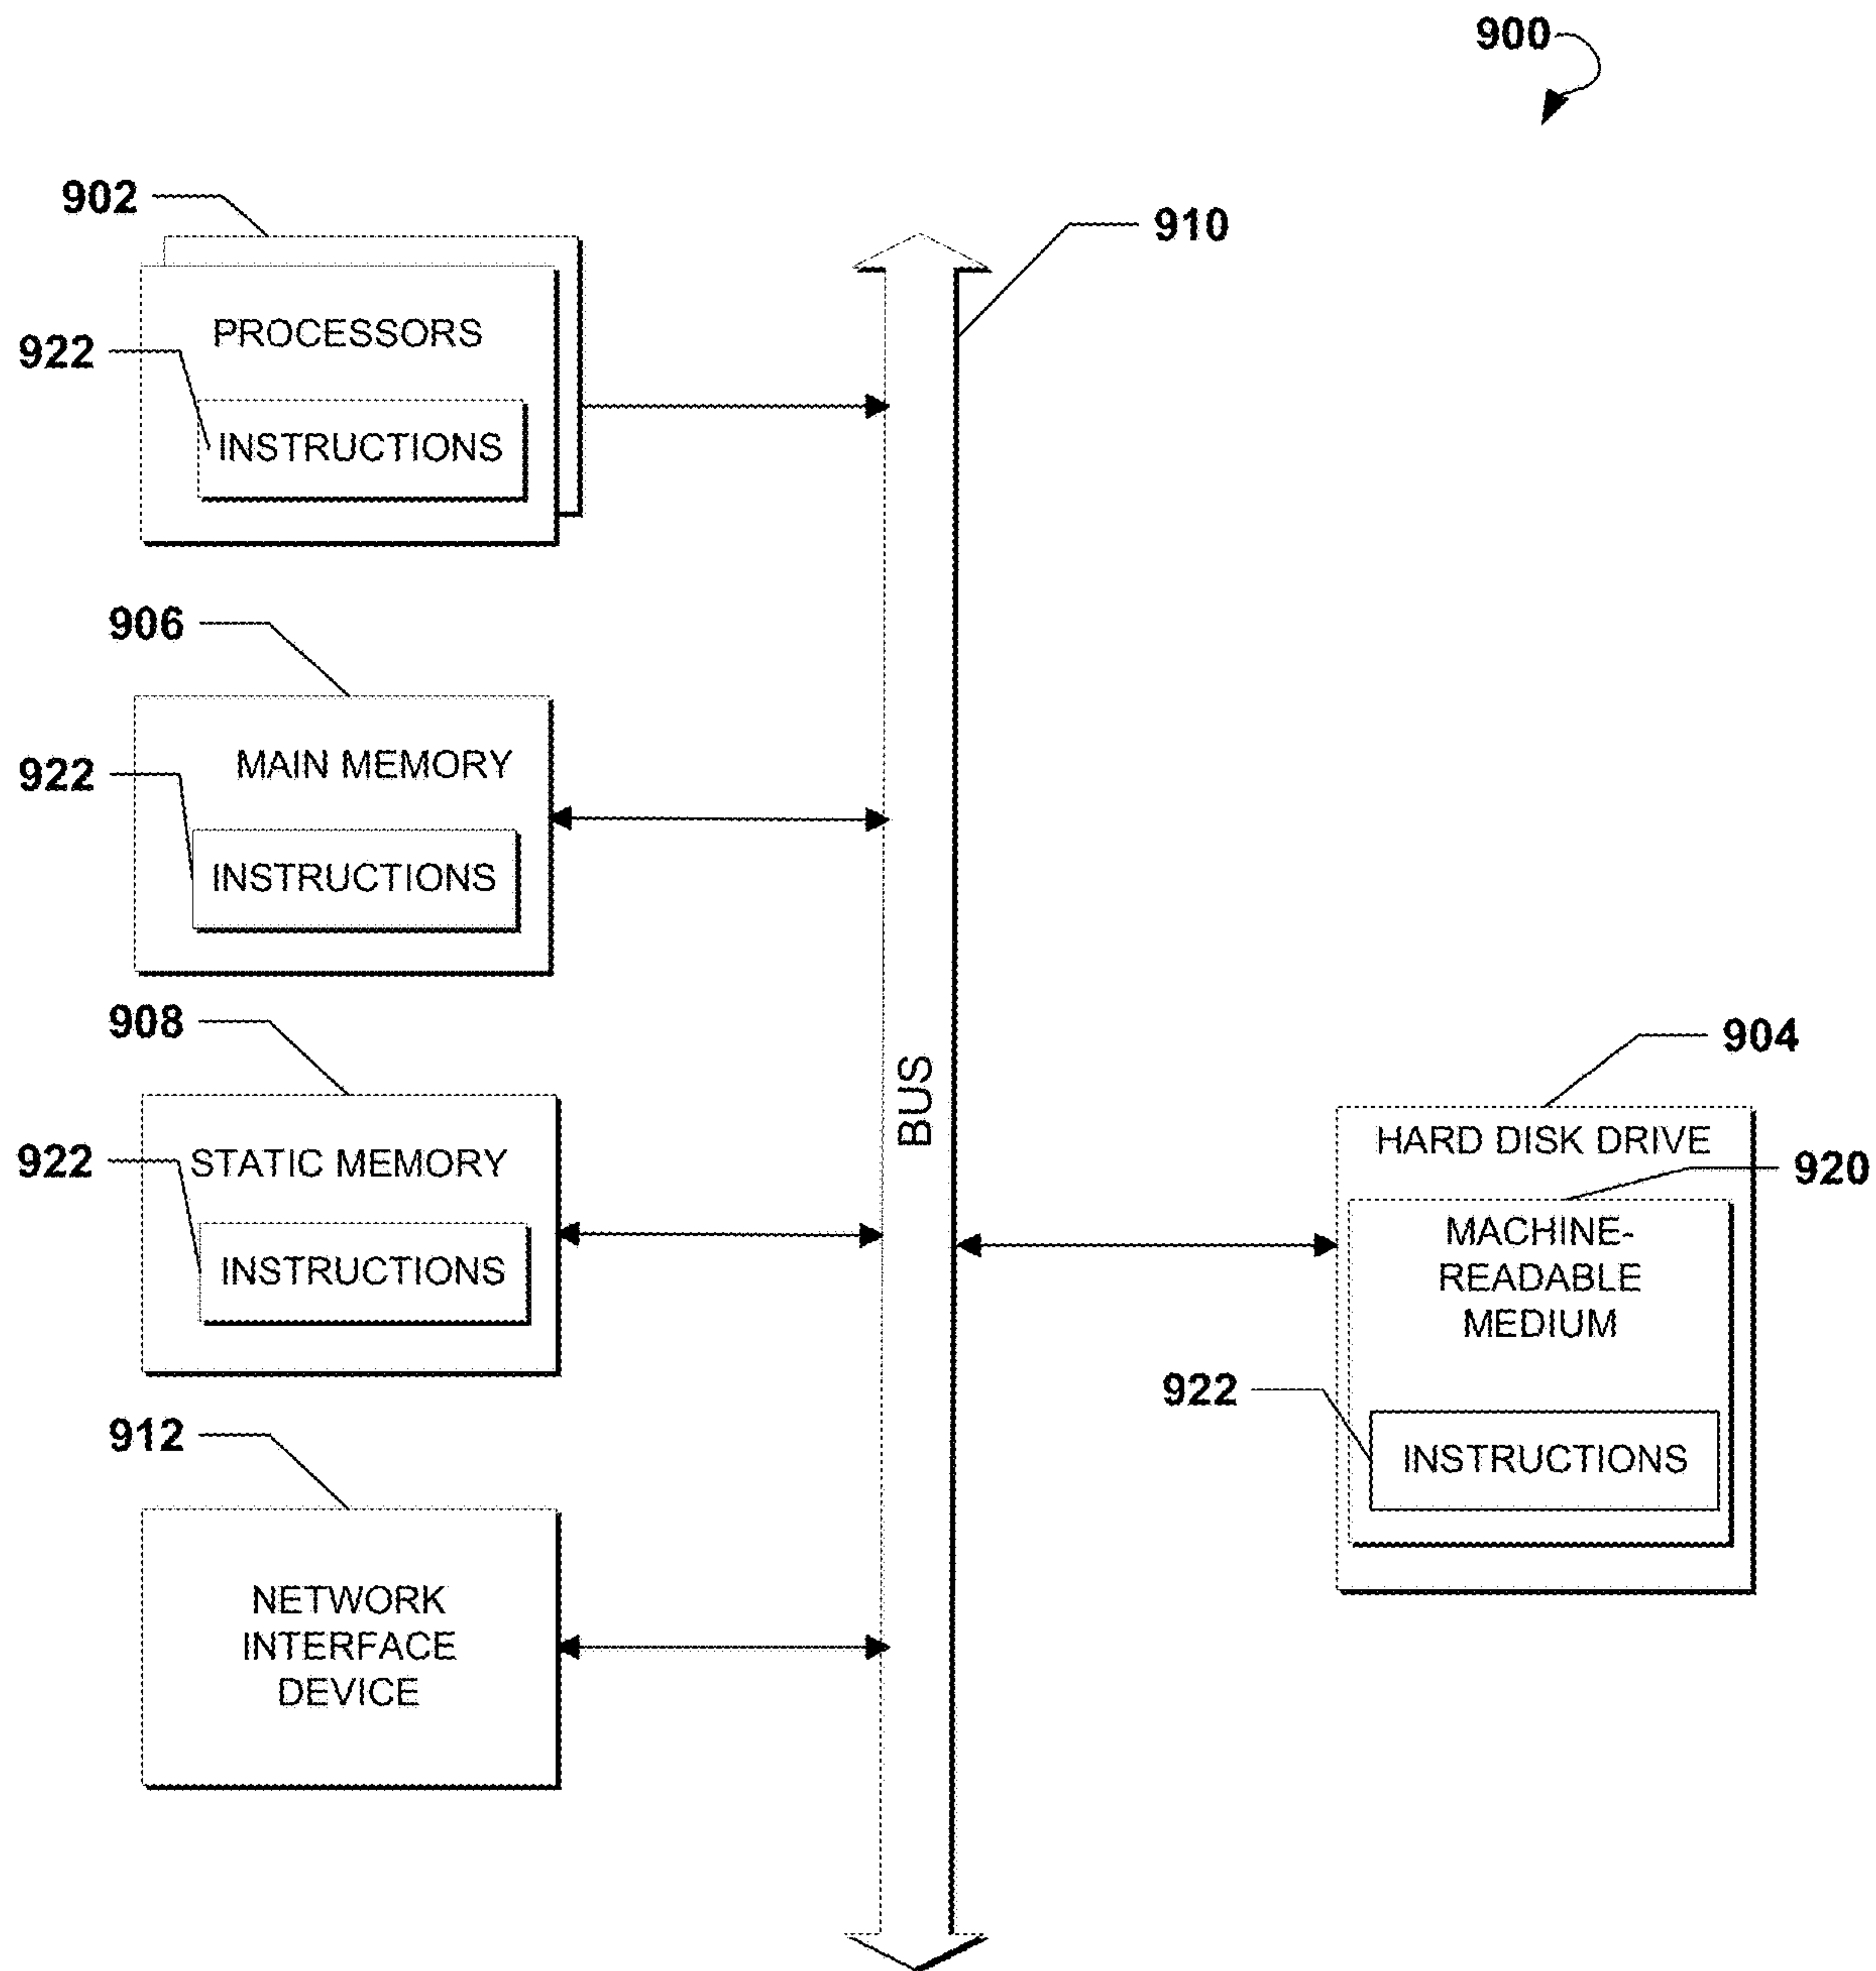 900
902
910
PROCESSORS
922
INSTRUCTIONS
906
MAIN MEMORY
922
INSTRUCTIONS
908
STATIC MEMORY
922
INSTRUCTIONS
BUS
904
HARD DISK DRIVE
920
MACHINE-
READABLE
MEDIUM
922
INSTRUCTIONS
912
NETWORK
INTERFACE
DEVICE